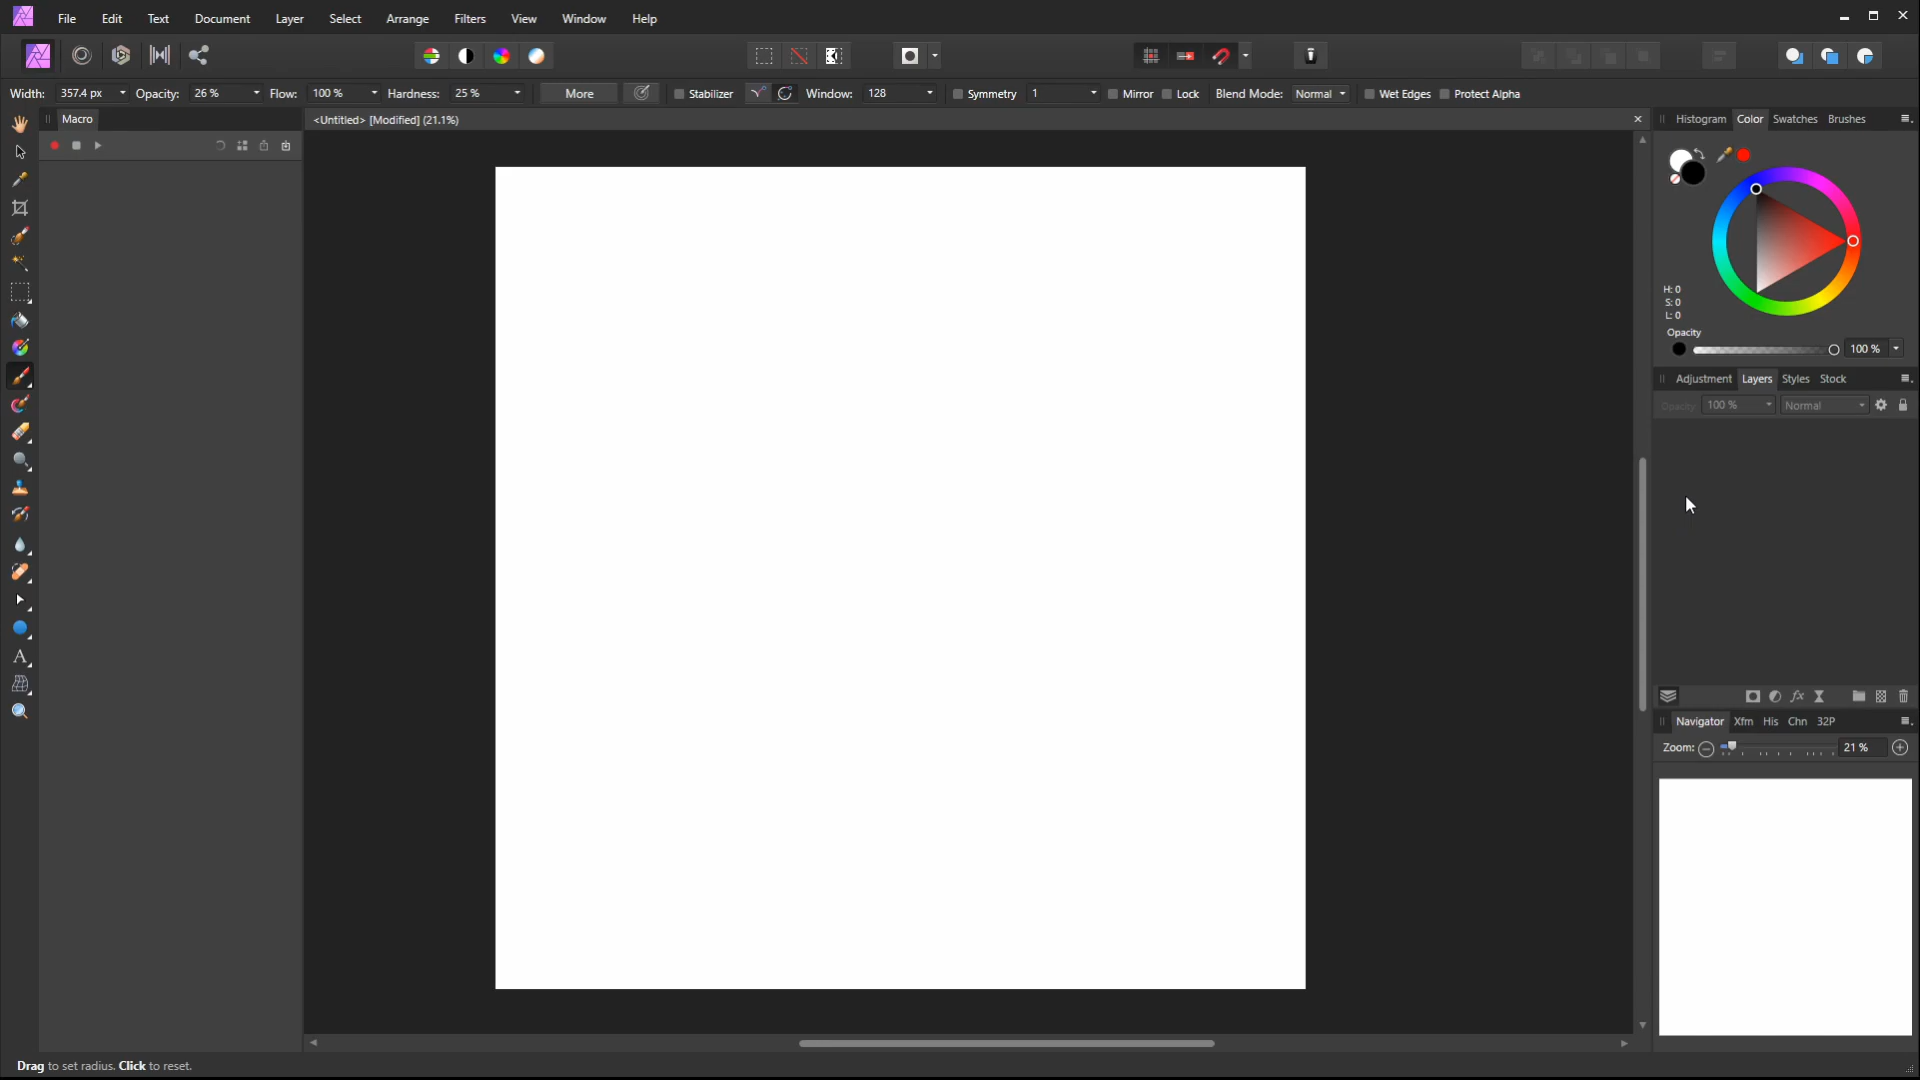 File Edit Text Document Layer Select Arrange Filters View Window Help
Width: 357.4 px Opacity: 26 % Flow: 100 % Hardness: 25 % More Stabilizer Window: 128 Symmetry 1 Mirror Lock Blend Mode: Normal Wet Edges Protect Alpha
Macro
<Untitled> [Modified] (21.1%)
Histogram Color Swatches Brushes
H: 0
S: 0
L: 0
Opacity
100 %
Adjustment Layers Styles Stock
Opacity 100 % Normal
fx
Navigator Xfm His Chn 32P
Zoom: 21 %
A
Drag to set radius. Click to reset.